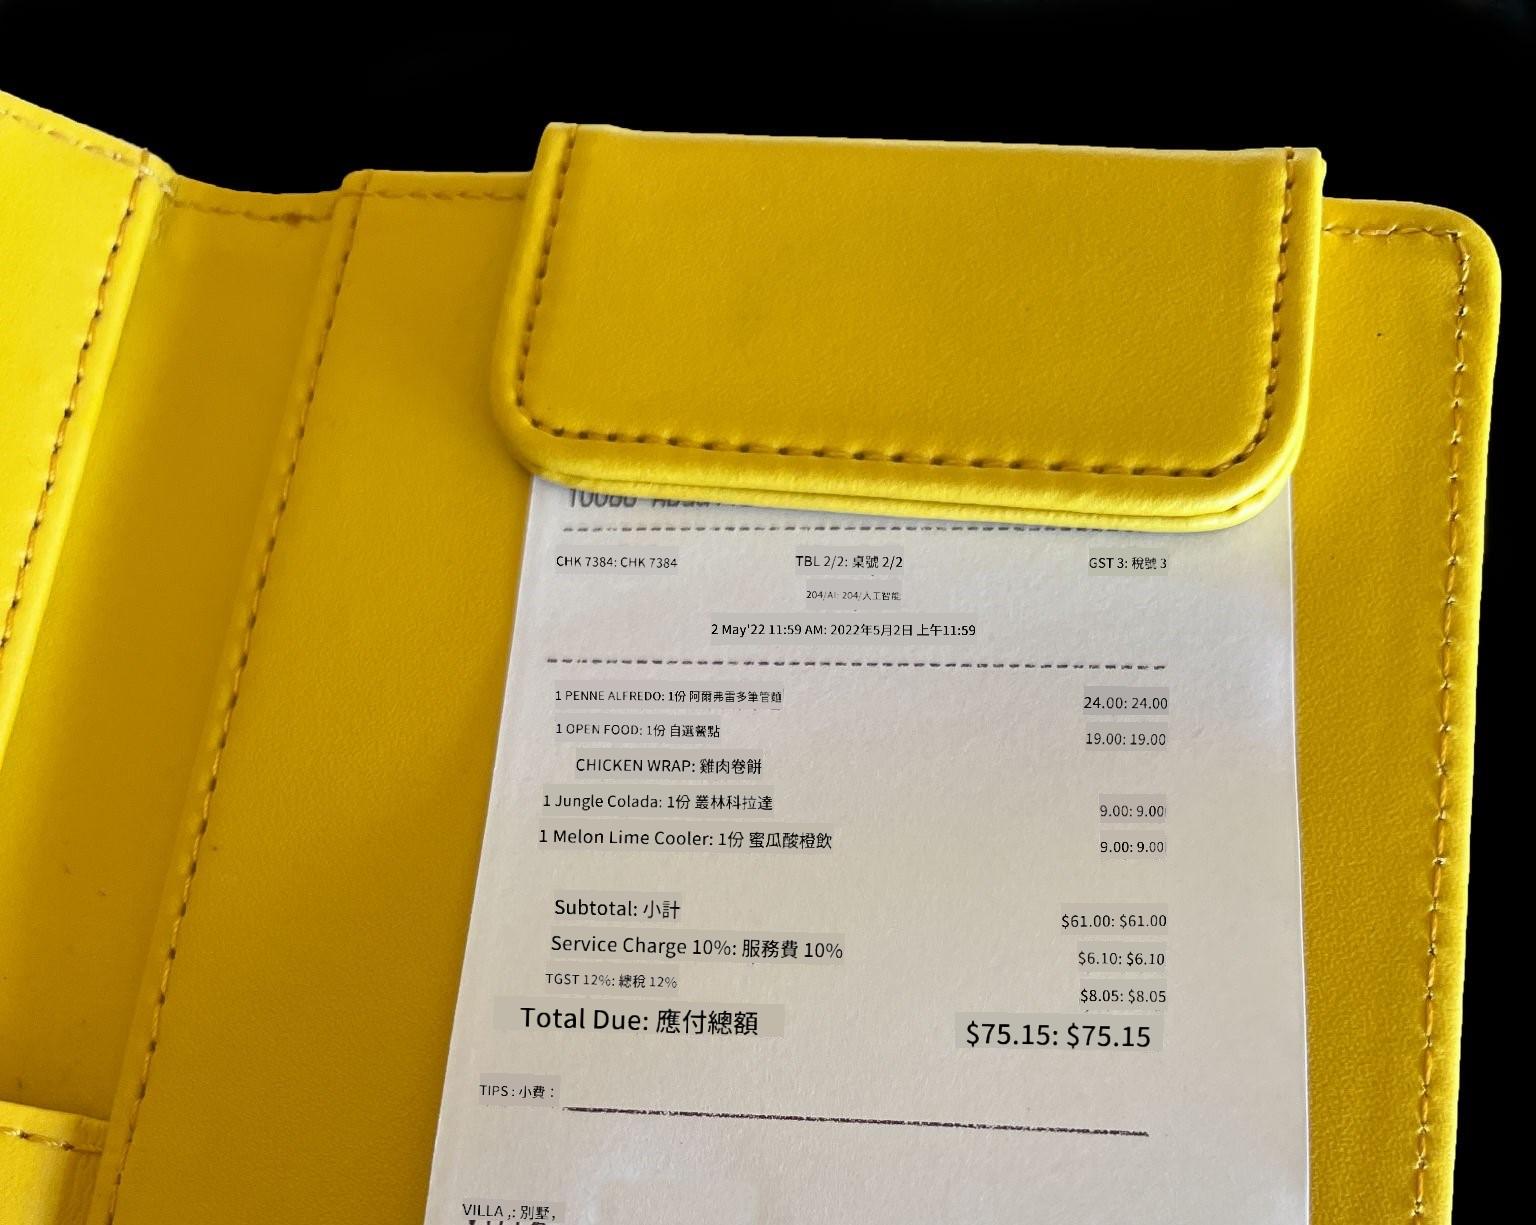 CHK 7384: CHK 7384 TBL 2/2: 桌號 2/2 GST 3: 稅號 3
204/AI: 204/人工智能
2 May'22 11:59 AM: 2022年5月2日 上午11:59
1 PENNE ALFREDO: 1份 阿爾弗雷多筆管麵 24.00: 24.00
1 OPEN FOOD: 1份 自選餐點 19.00: 19.00
CHICKEN WRAP: 雞肉卷餅
1 Jungle Colada: 1份 叢林科拉達 9.00: 9.00
1 Melon Lime Cooler: 1份 蜜瓜酸橙飲 9.00: 9.00
Subtotal: 小計 $61.00: $61.00
Service Charge 10%: 服務費 10% $6.10: $6.10
TGST 12%: 總稅 12% $8.05: $8.05
Total Due: 應付總額 $75.15: $75.15
TIPS : 小費：
VILLA ,: 別墅，